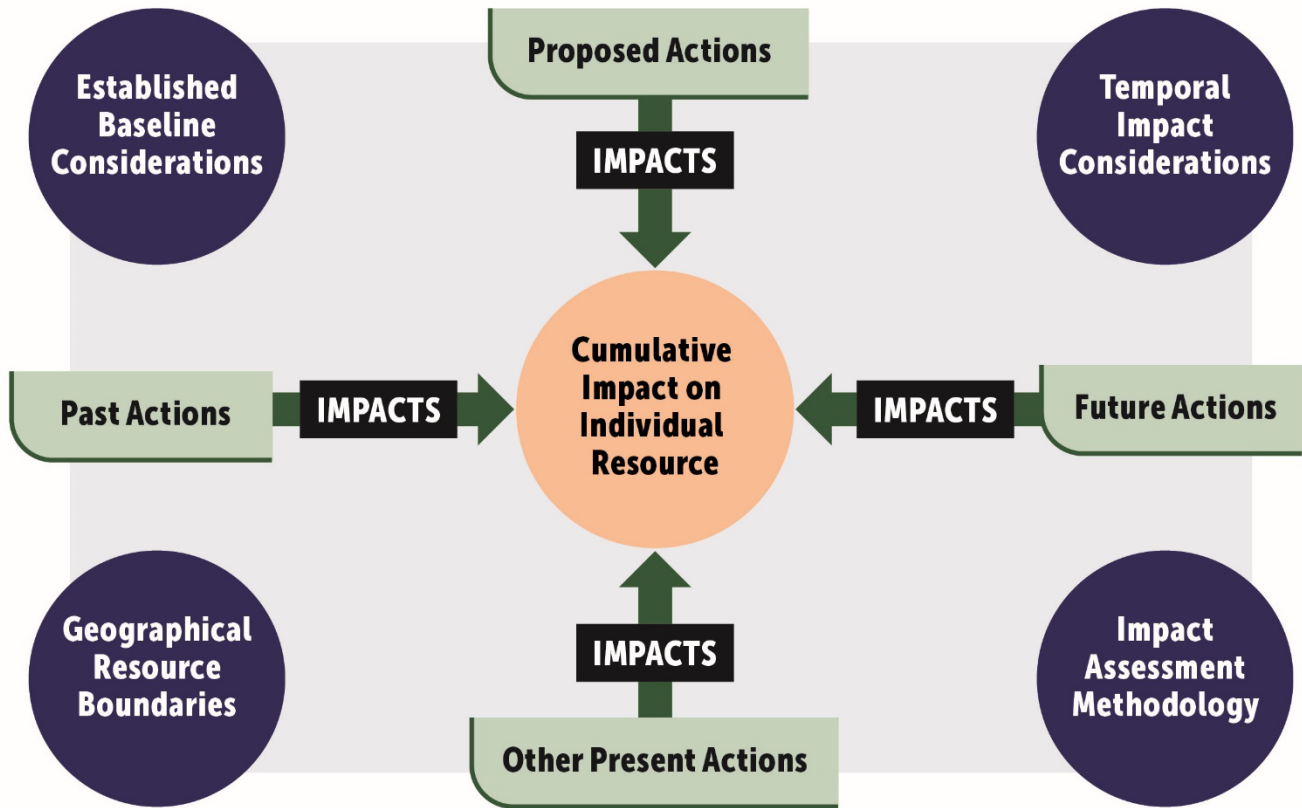 Established
Baseline
Considerations
Proposed Actions
IMPACTS
Temporal
Impact
Considerations
Past Actions
IMPACTS
Cumulative
Impact on
Individual
Resource
IMPACTS
Future Actions
Geographical
Resource
Boundaries
IMPACTS
Other Present Actions
Impact
Assessment
Methodology